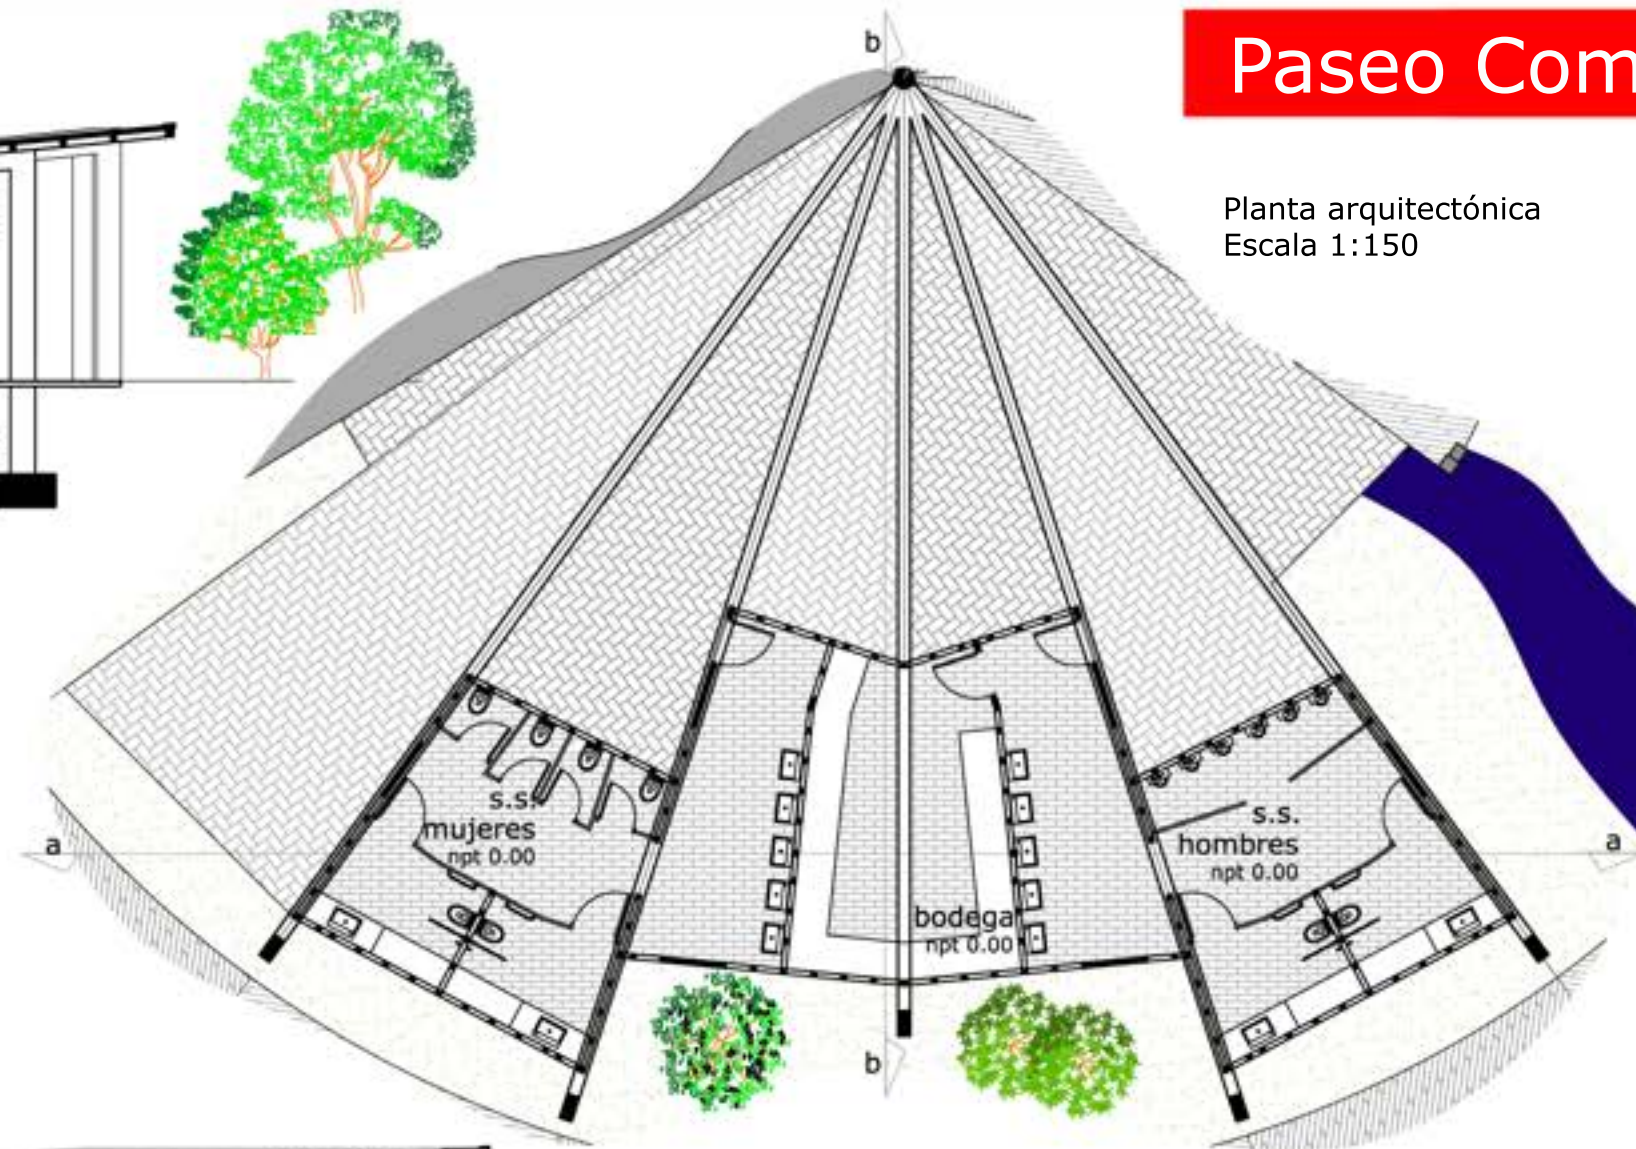 b
Paseo Com
Planta arquitectónica
Escala 1:150
s.s.
mujeres
npt 0.00
s.s.
hombres
npt 0.00
a
a
bodega
npt 0.00
b